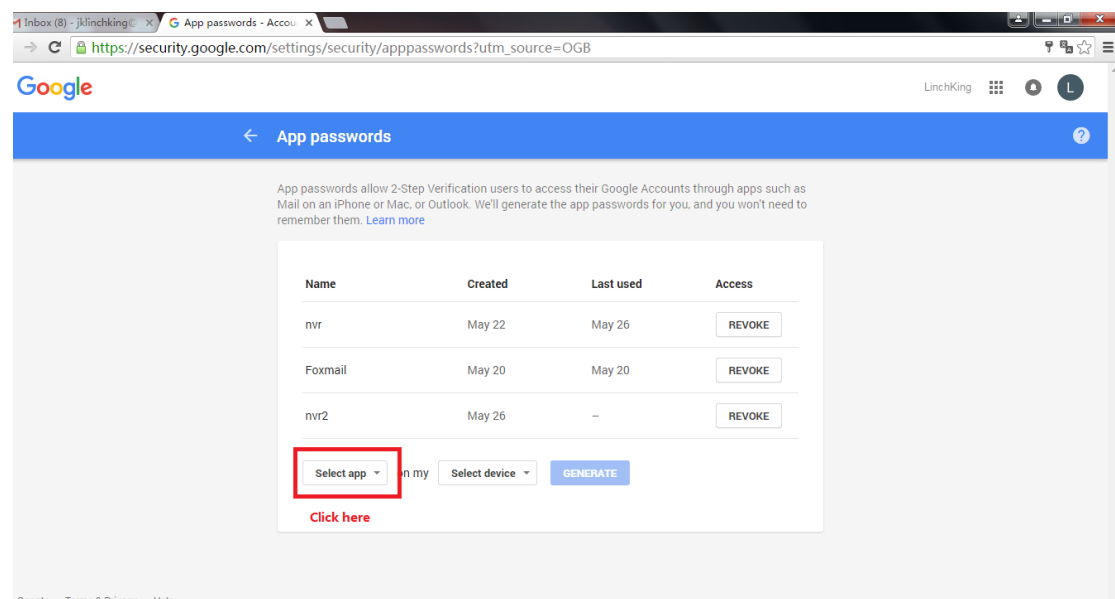 Inbox (8) - jklinchking@
App passwords - Accou
https://security.google.com/settings/security/apppasswords?utm_source=OGB
Google
LinchKing
L
App passwords
App passwords allow 2-Step Verification users to access their Google Accounts through apps such as
Mail on an iPhone or Mac, or Outlook. We'll generate the app passwords for you, and you won't need to
remember them. Learn more
Name Created Last used Access
nvr May 22 May 26 REVOKE
Foxmail May 20 May 20 REVOKE
nvr2 May 26 – REVOKE
Select app on my Select device GENERATE
Click here